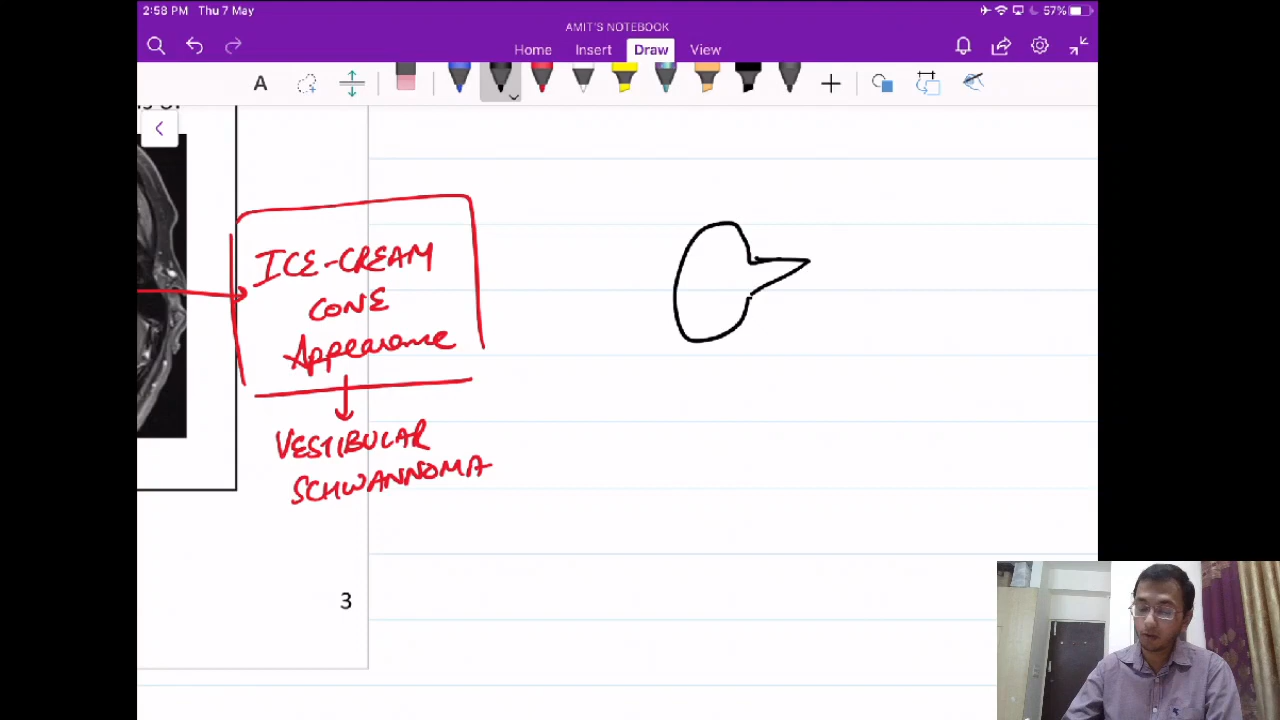 2:58 PM Thu 7 May
57%
AMIT'S NOTEBOOK
Home Insert Draw View
A
ICE-CREAM
CONE
Appearance
VESTIBULAR
SCHWANNOMA
3